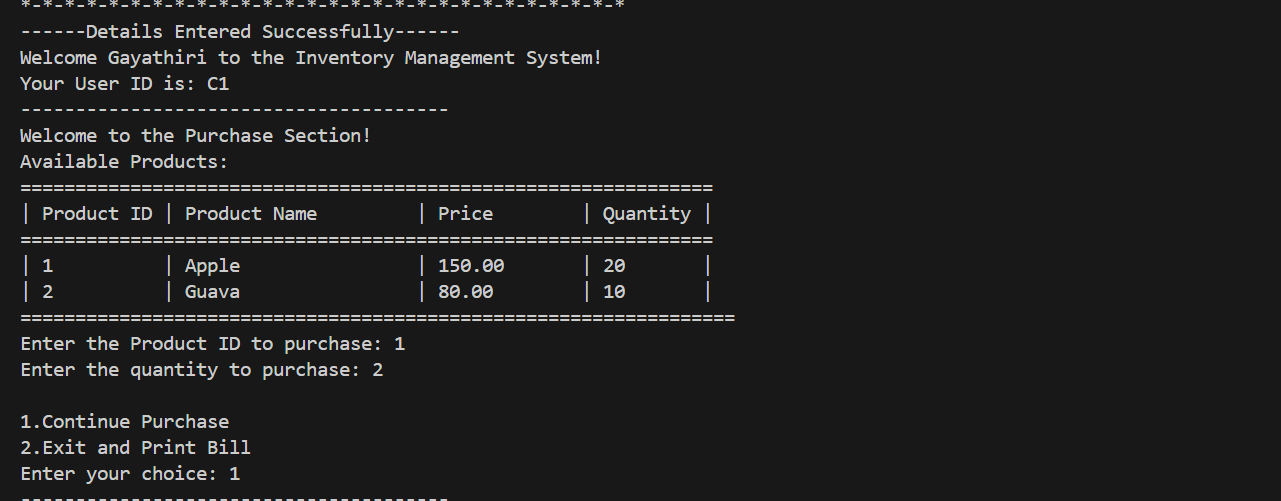 *-*-*-*-*-*-*-*-*-*-*-*-*-*-*-*-*-*-*-*-*-*-*-*-*-*-*-*
------Details Entered Successfully------
Welcome Gayathiri to the Inventory Management System!
Your User ID is: C1
---------------------------------------
Welcome to the Purchase Section!
Available Products:
===============================================================
| Product ID | Product Name         | Price        | Quantity |
===============================================================
| 1          | Apple                | 150.00       | 20       |
| 2          | Guava                | 80.00        | 10       |
=================================================================
Enter the Product ID to purchase: 1
Enter the quantity to purchase: 2

1.Continue Purchase
2.Exit and Print Bill
Enter your choice: 1
---------------------------------------